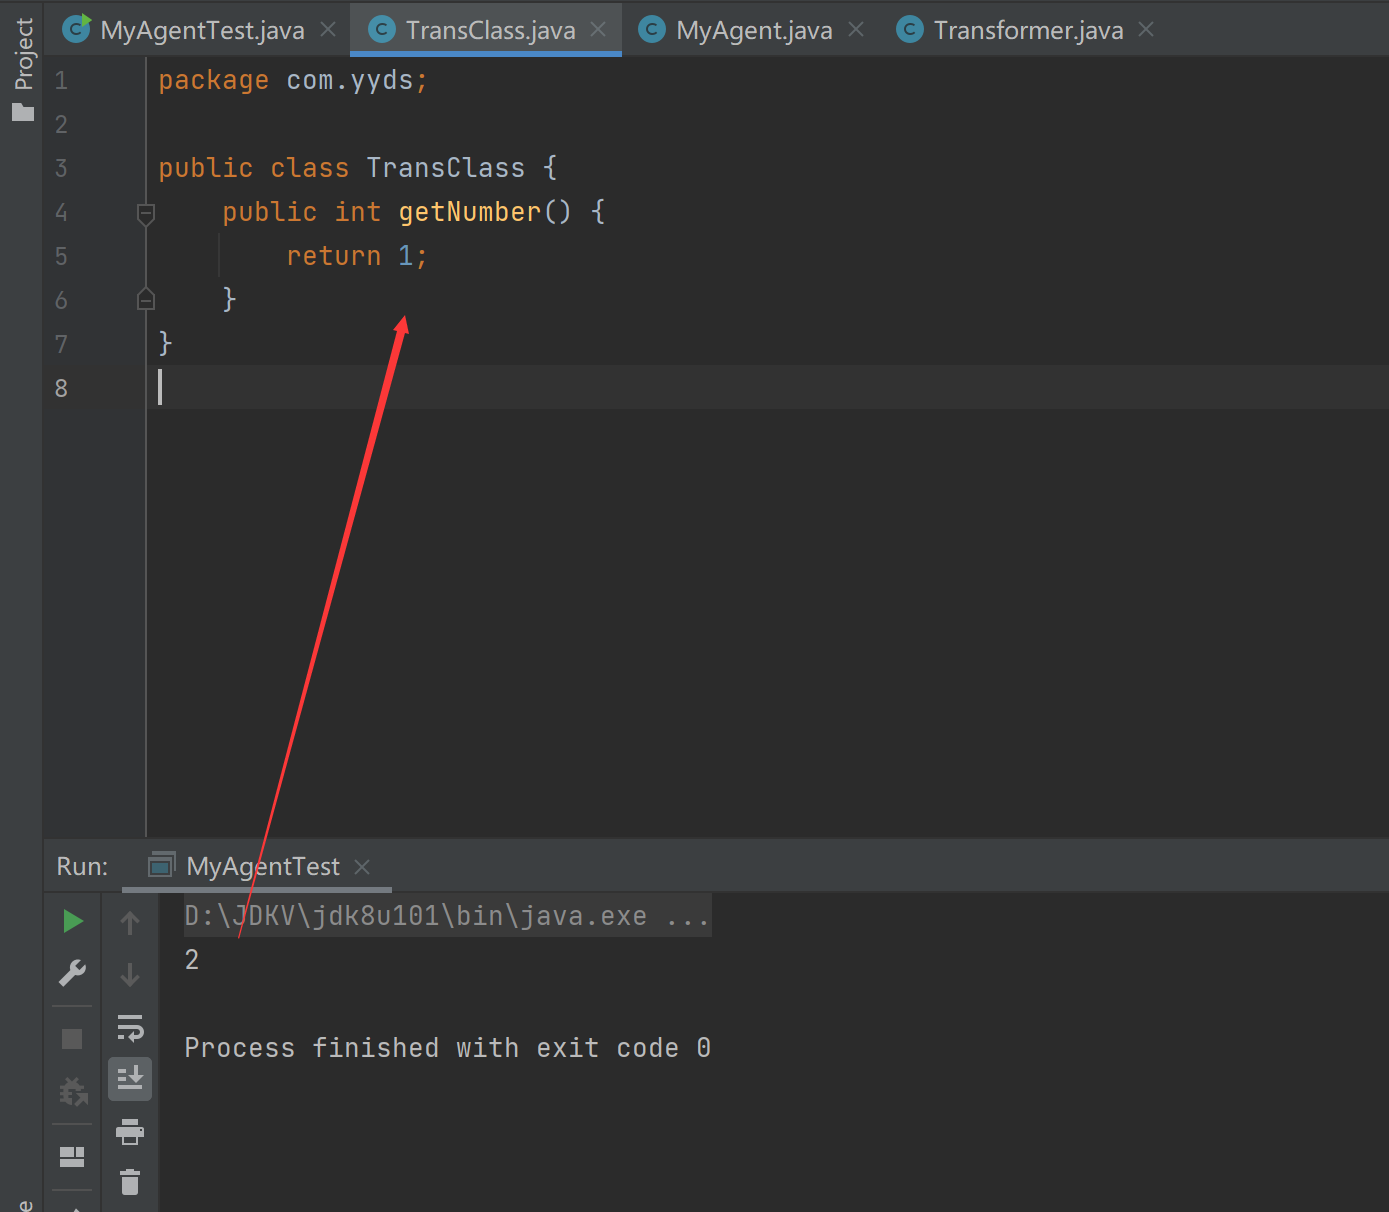 Project
MyAgentTest.java
TransClass.java
MyAgent.java
Transformer.java
1 package com.yyds;
2
3 public class TransClass {
4     public int getNumber() {
5         return 1;
6     }
7 }
8
Run: MyAgentTest
D:\JDKV\jdk8u101\bin\java.exe ...
2
Process finished with exit code 0